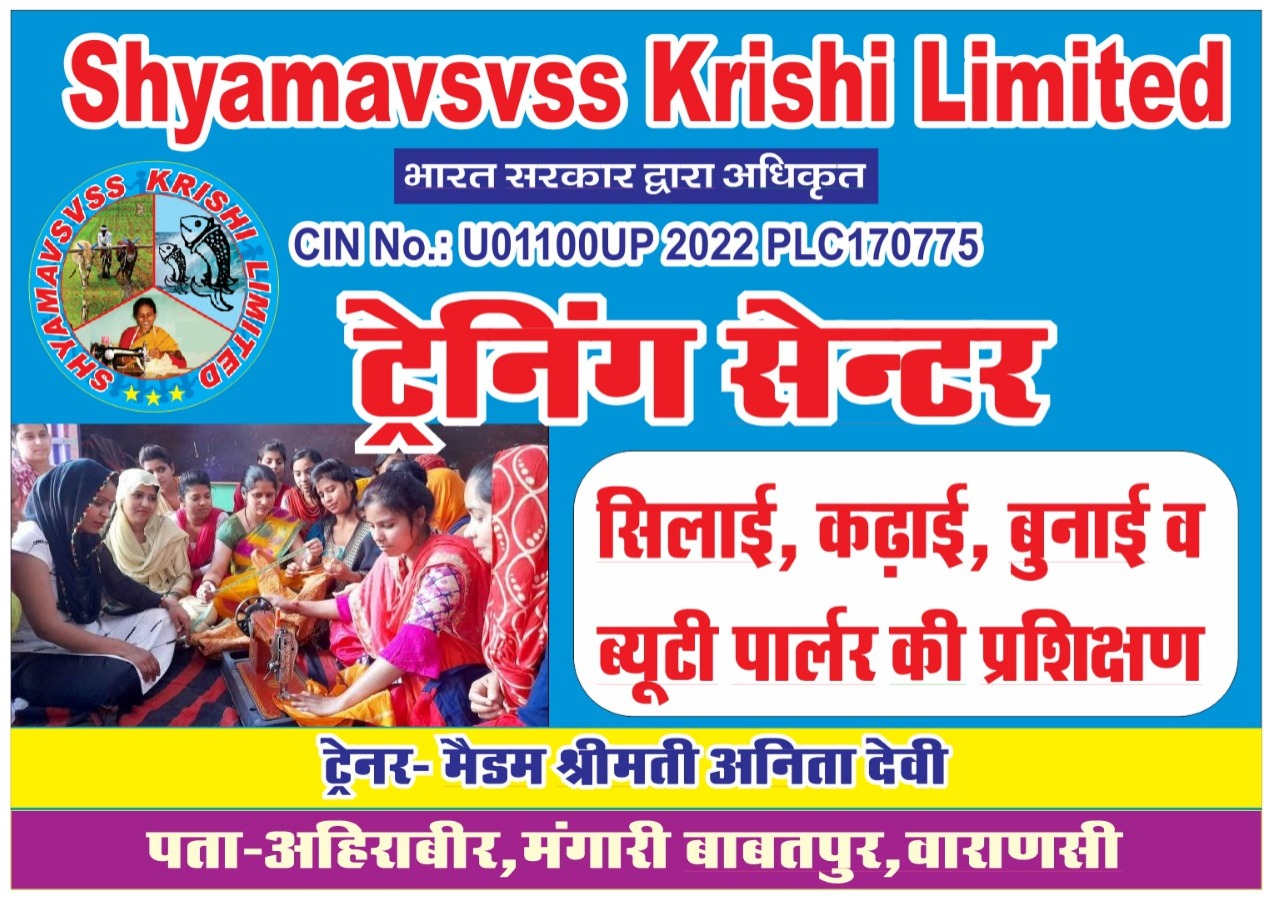 Shyamavsvss Krishi Limited
भारत सरकार द्वारा अधिकृत
SHYAMAVSVSS KRISHI LIMITED
CIN No.: U01100UP 2022 PLC170775
ट्रेनिंग सेन्टर
सिलाई, कढ़ाई, बुनाई व
ब्यूटी पार्लर की प्रशिक्षण
ट्रेनर- मैडम श्रीमती अनिता देवी
पता-अहिराबीर,मंगारी बाबतपुर,वाराणसी